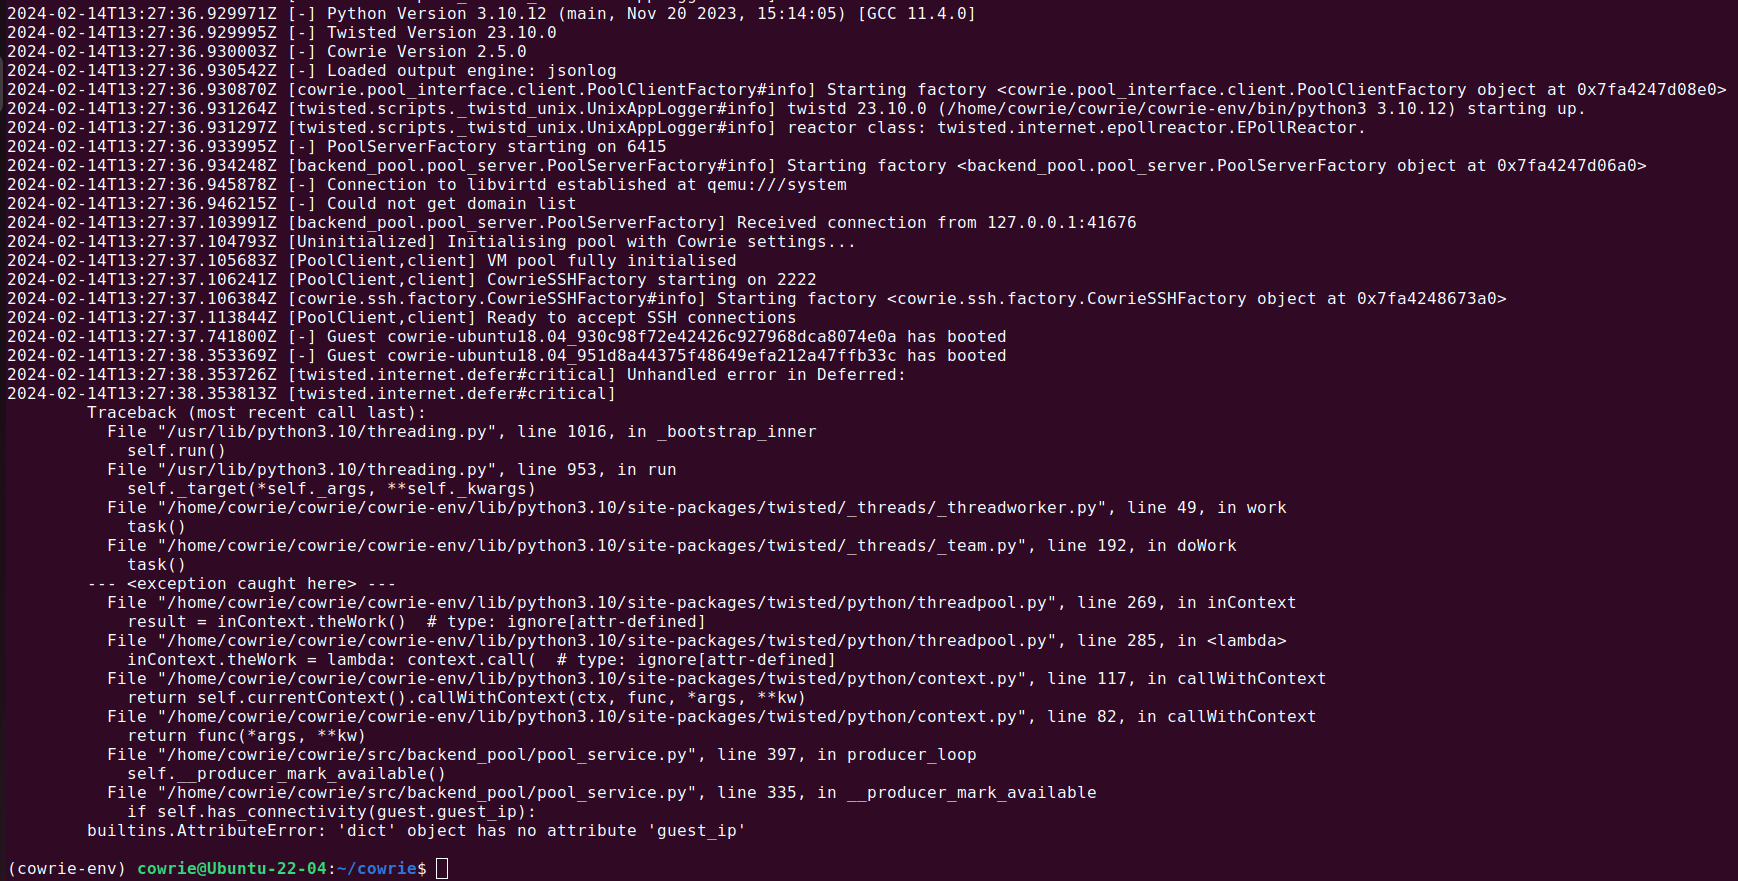 2024-02-14T13:27:36.929971Z [-] Python Version 3.10.12 (main, Nov 20 2023, 15:14:05) [GCC 11.4.0]
2024-02-14T13:27:36.929995Z [-] Twisted Version 23.10.0
2024-02-14T13:27:36.930003Z [-] Cowrie Version 2.5.0
2024-02-14T13:27:36.930542Z [-] Loaded output engine: jsonlog
2024-02-14T13:27:36.930870Z [cowrie.pool_interface.client.PoolClientFactory#info] Starting factory <cowrie.pool_interface.client.PoolClientFactory object at 0x7fa4247d08e0>
2024-02-14T13:27:36.931264Z [twisted.scripts._twistd_unix.UnixAppLogger#info] twistd 23.10.0 (/home/cowrie/cowrie/cowrie-env/bin/python3 3.10.12) starting up.
2024-02-14T13:27:36.931297Z [twisted.scripts._twistd_unix.UnixAppLogger#info] reactor class: twisted.internet.epollreactor.EPollReactor.
2024-02-14T13:27:36.933995Z [-] PoolServerFactory starting on 6415
2024-02-14T13:27:36.934248Z [backend_pool.pool_server.PoolServerFactory#info] Starting factory <backend_pool.pool_server.PoolServerFactory object at 0x7fa4247d06a0>
2024-02-14T13:27:36.945878Z [-] Connection to libvirtd established at qemu:///system
2024-02-14T13:27:36.946215Z [-] Could not get domain list
2024-02-14T13:27:37.103991Z [backend_pool.pool_server.PoolServerFactory] Received connection from 127.0.0.1:41676
2024-02-14T13:27:37.104793Z [Uninitialized] Initialising pool with Cowrie settings...
2024-02-14T13:27:37.105683Z [PoolClient,client] VM pool fully initialised
2024-02-14T13:27:37.106241Z [PoolClient,client] CowrieSSHFactory starting on 2222
2024-02-14T13:27:37.106384Z [cowrie.ssh.factory.CowrieSSHFactory#info] Starting factory <cowrie.ssh.factory.CowrieSSHFactory object at 0x7fa4248673a0>
2024-02-14T13:27:37.113844Z [PoolClient,client] Ready to accept SSH connections
2024-02-14T13:27:37.741800Z [-] Guest cowrie-ubuntu18.04_930c98f72e42426c927968dca8074e0a has booted
2024-02-14T13:27:38.353369Z [-] Guest cowrie-ubuntu18.04_951d8a44375f48649efa212a47ffb33c has booted
2024-02-14T13:27:38.353726Z [twisted.internet.defer#critical] Unhandled error in Deferred:
2024-02-14T13:27:38.353813Z [twisted.internet.defer#critical]
Traceback (most recent call last):
File "/usr/lib/python3.10/threading.py", line 1016, in _bootstrap_inner
self.run()
File "/usr/lib/python3.10/threading.py", line 953, in run
self._target(*self._args, **self._kwargs)
File "/home/cowrie/cowrie/cowrie-env/lib/python3.10/site-packages/twisted/_threads/_threadworker.py", line 49, in work
task()
File "/home/cowrie/cowrie/cowrie-env/lib/python3.10/site-packages/twisted/_threads/_team.py", line 192, in doWork
task()
--- <exception caught here> ---
File "/home/cowrie/cowrie/cowrie-env/lib/python3.10/site-packages/twisted/python/threadpool.py", line 269, in inContext
result = inContext.theWork()  # type: ignore[attr-defined]
File "/home/cowrie/cowrie/cowrie-env/lib/python3.10/site-packages/twisted/python/threadpool.py", line 285, in <lambda>
inContext.theWork = lambda: context.call(  # type: ignore[attr-defined]
File "/home/cowrie/cowrie/cowrie-env/lib/python3.10/site-packages/twisted/python/context.py", line 117, in callWithContext
return self.currentContext().callWithContext(ctx, func, *args, **kw)
File "/home/cowrie/cowrie/cowrie-env/lib/python3.10/site-packages/twisted/python/context.py", line 82, in callWithContext
return func(*args, **kw)
File "/home/cowrie/cowrie/src/backend_pool/pool_service.py", line 397, in producer_loop
self.__producer_mark_available()
File "/home/cowrie/cowrie/src/backend_pool/pool_service.py", line 335, in __producer_mark_available
if self.has_connectivity(guest.guest_ip):
builtins.AttributeError: 'dict' object has no attribute 'guest_ip'
(cowrie-env) cowrie@Ubuntu-22-04:~/cowrie$